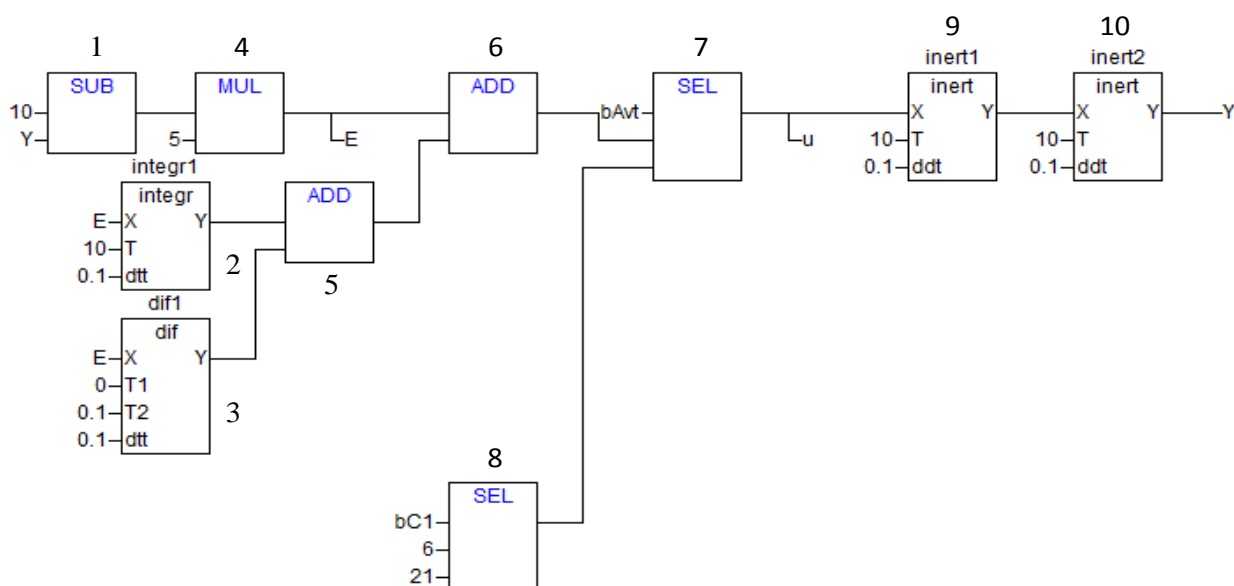 1
4
6
7
9
10
inert1
inert2
SUB
MUL
ADD
SEL
inert
inert
10
Y
5
E
bAvt
u
X Y
10 T
0.1 ddt
X Y
10 T
0.1 ddt
Y
integr1
integr
E X Y
10 T
0.1 dtt
2
ADD
5
dif1
dif
E X Y
0 T1
0.1 T2
0.1 dtt
3
8
SEL
bC1
6
21